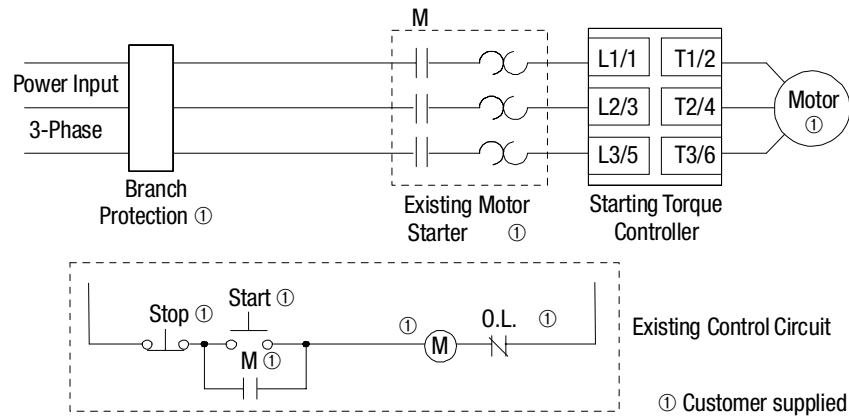 M
Power Input
3-Phase
Branch
Protection ①
Existing Motor
Starter ①
L1/1 T1/2
L2/3 T2/4
L3/5 T3/6
Starting Torque
Controller
Motor
①
Stop ①
Start ①
M ①
①
M
O.L. ①
Existing Control Circuit
① Customer supplied